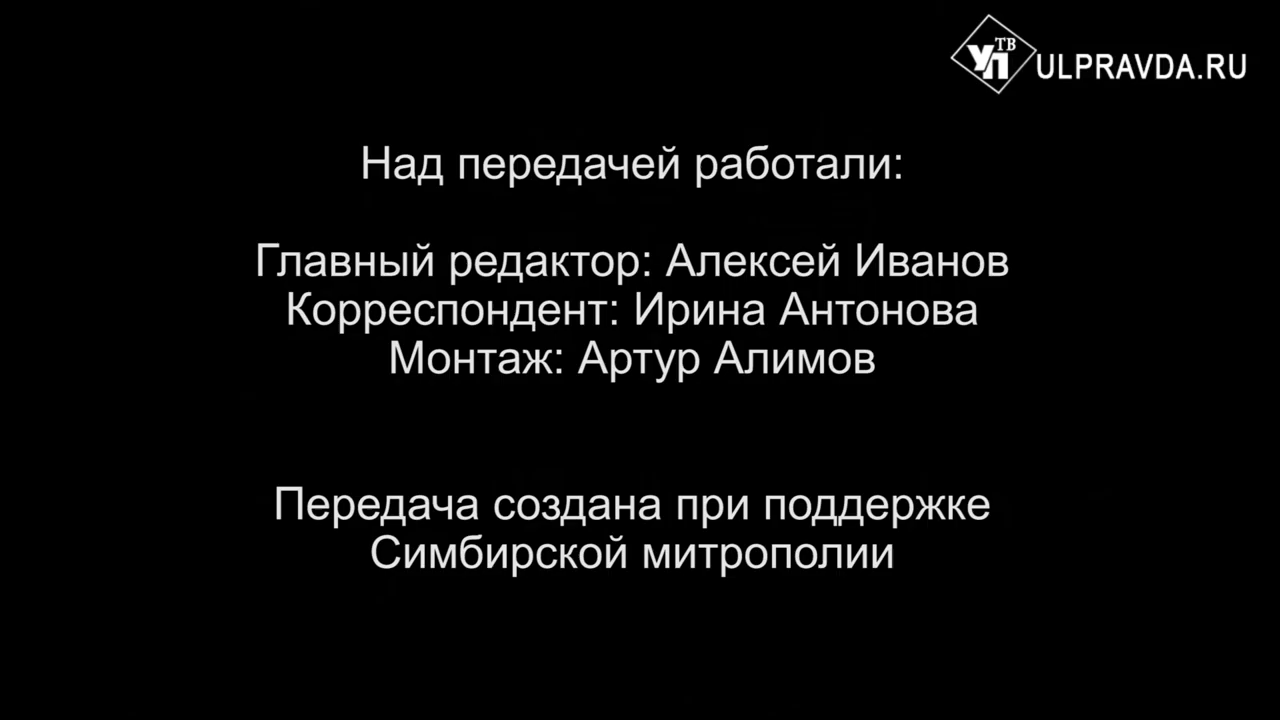 УП ТВ
ULPRAVDA.RU
Над передачей работали:
Главный редактор: Алексей Иванов
Корреспондент: Ирина Антонова
Монтаж: Артур Алимов
Передача создана при поддержке
Симбирской митрополии